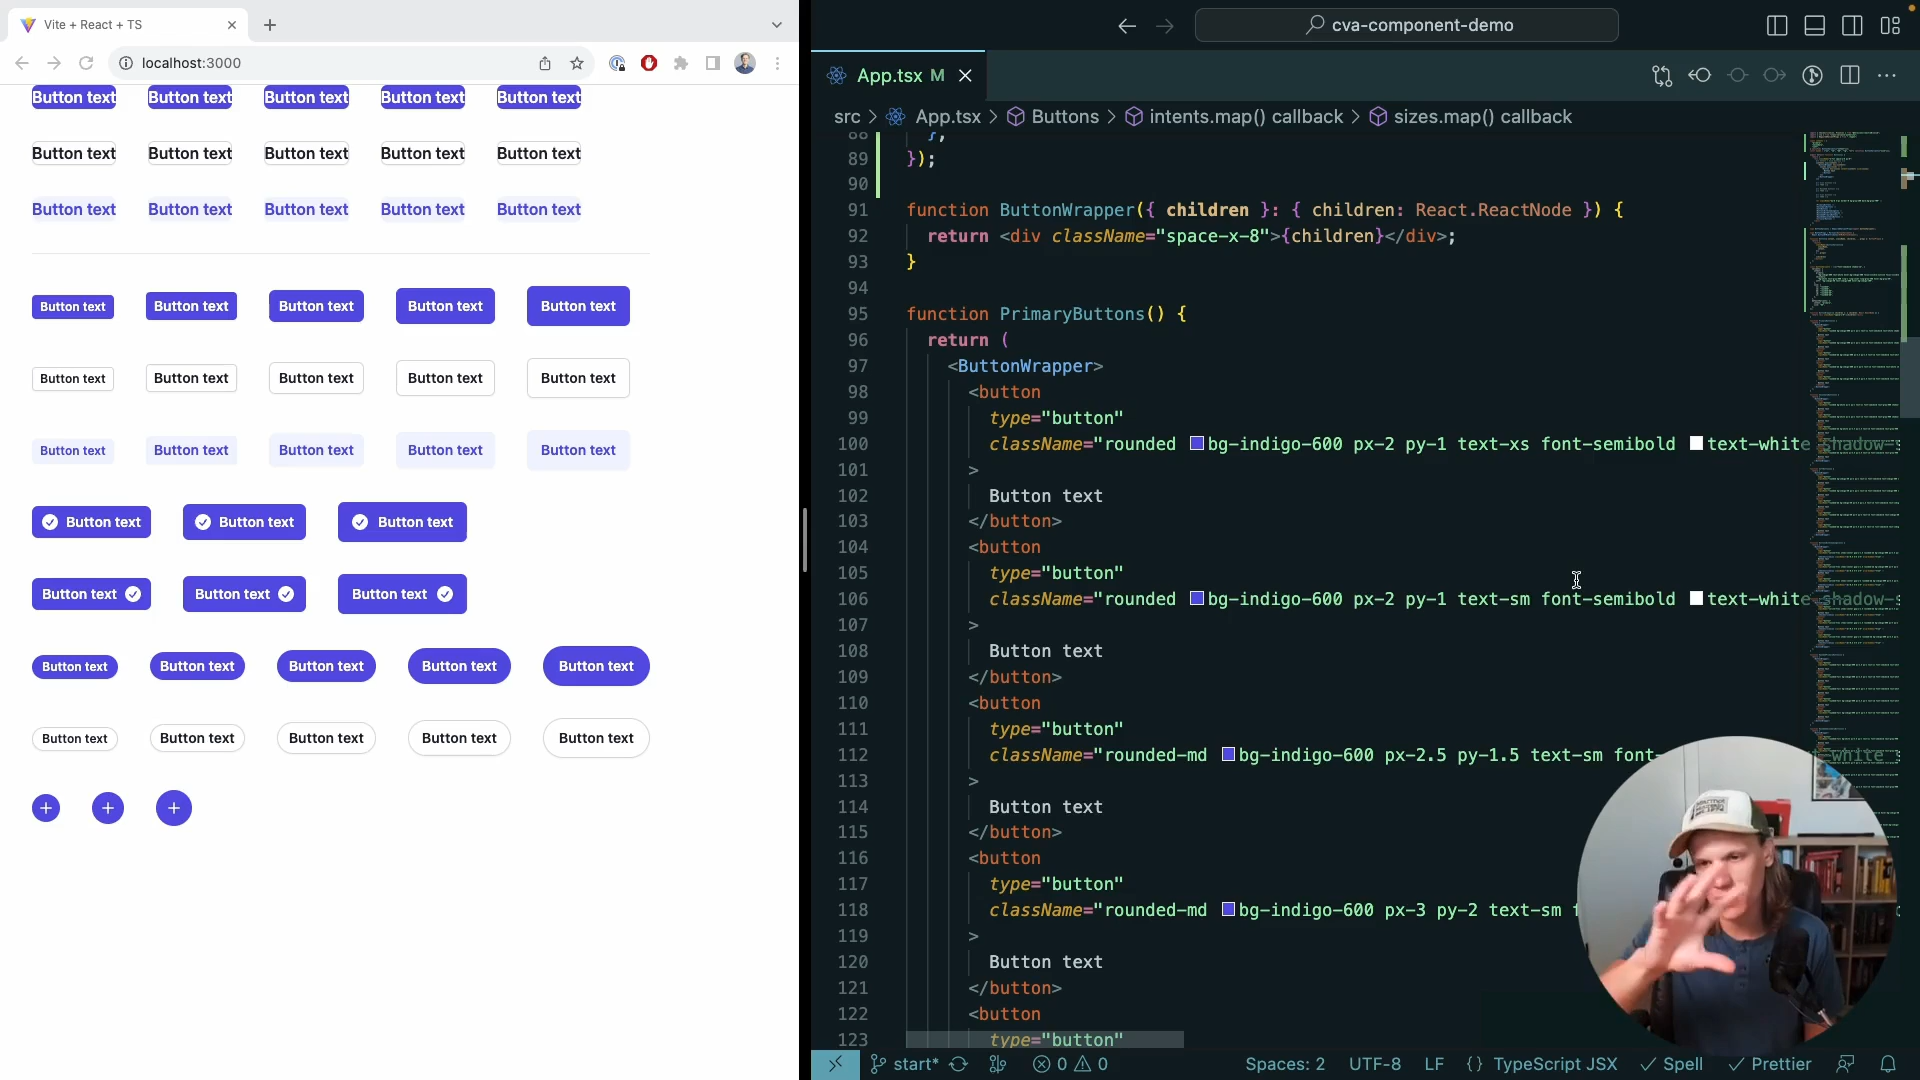 Vite + React + TS
localhost:3000
Button text Button text Button text Button text Button text
Button text Button text Button text Button text Button text
Button text Button text Button text Button text Button text
Button text Button text Button text Button text Button text
Button text Button text Button text Button text Button text
Button text Button text Button text Button text Button text
Button text Button text Button text
Button text Button text Button text
Button text Button text Button text Button text Button text
Button text Button text Button text Button text Button text
cva-component-demo
App.tsx M
src > App.tsx > Buttons > intents.map() callback > sizes.map() callback
88 },
89 });
90
91 function ButtonWrapper({ children }: { children: React.ReactNode }) {
92 return <div className="space-x-8">{children}</div>;
93 }
94
95 function PrimaryButtons() {
96 return (
97 <ButtonWrapper>
98 <button
99 type="button"
100 className="rounded bg-indigo-600 px-2 py-1 text-xs font-semibold text-white shadow-s
101 >
102 Button text
103 </button>
104 <button
105 type="button"
106 className="rounded bg-indigo-600 px-2 py-1 text-sm font-semibold text-white shadow-s
107 >
108 Button text
109 </button>
110 <button
111 type="button"
112 className="rounded-md bg-indigo-600 px-2.5 py-1.5 text-sm font- white
113 >
114 Button text
115 </button>
116 <button
117 type="button"
118 className="rounded-md bg-indigo-600 px-3 py-2 text-sm f
119 >
120 Button text
121 </button>
122 <button
123 type="button"
start* 0 0 Spaces: 2 UTF-8 LF {} TypeScript JSX Spell Prettier